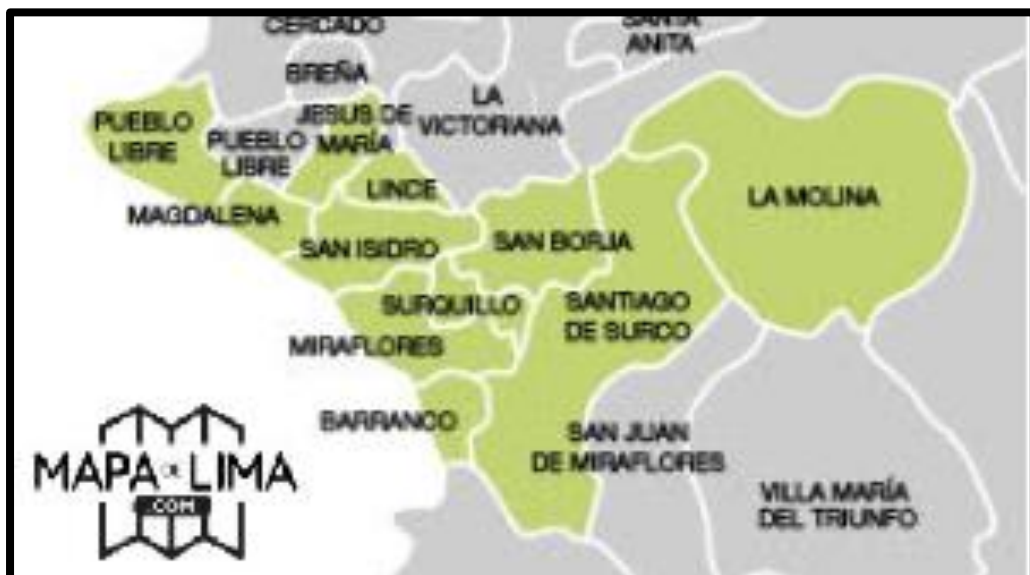 CERCADO
SANTA
ANITA
BREÑA
LA
VICTORIANA
PUEBLO
LIBRE
PUEBLO
LIBRE
JESUS DE
MARÍA
LINCE
LA MOLINA
MAGDALENA
SAN ISIDRO
SAN BORJA
SURQUILLO
SANTIAGO
DE SURCO
MIRAFLORES
BARRANCO
SAN JUAN
DE MIRAFLORES
MAPA DE LIMA
.COM
VILLA MARÍA
DEL TRIUNFO